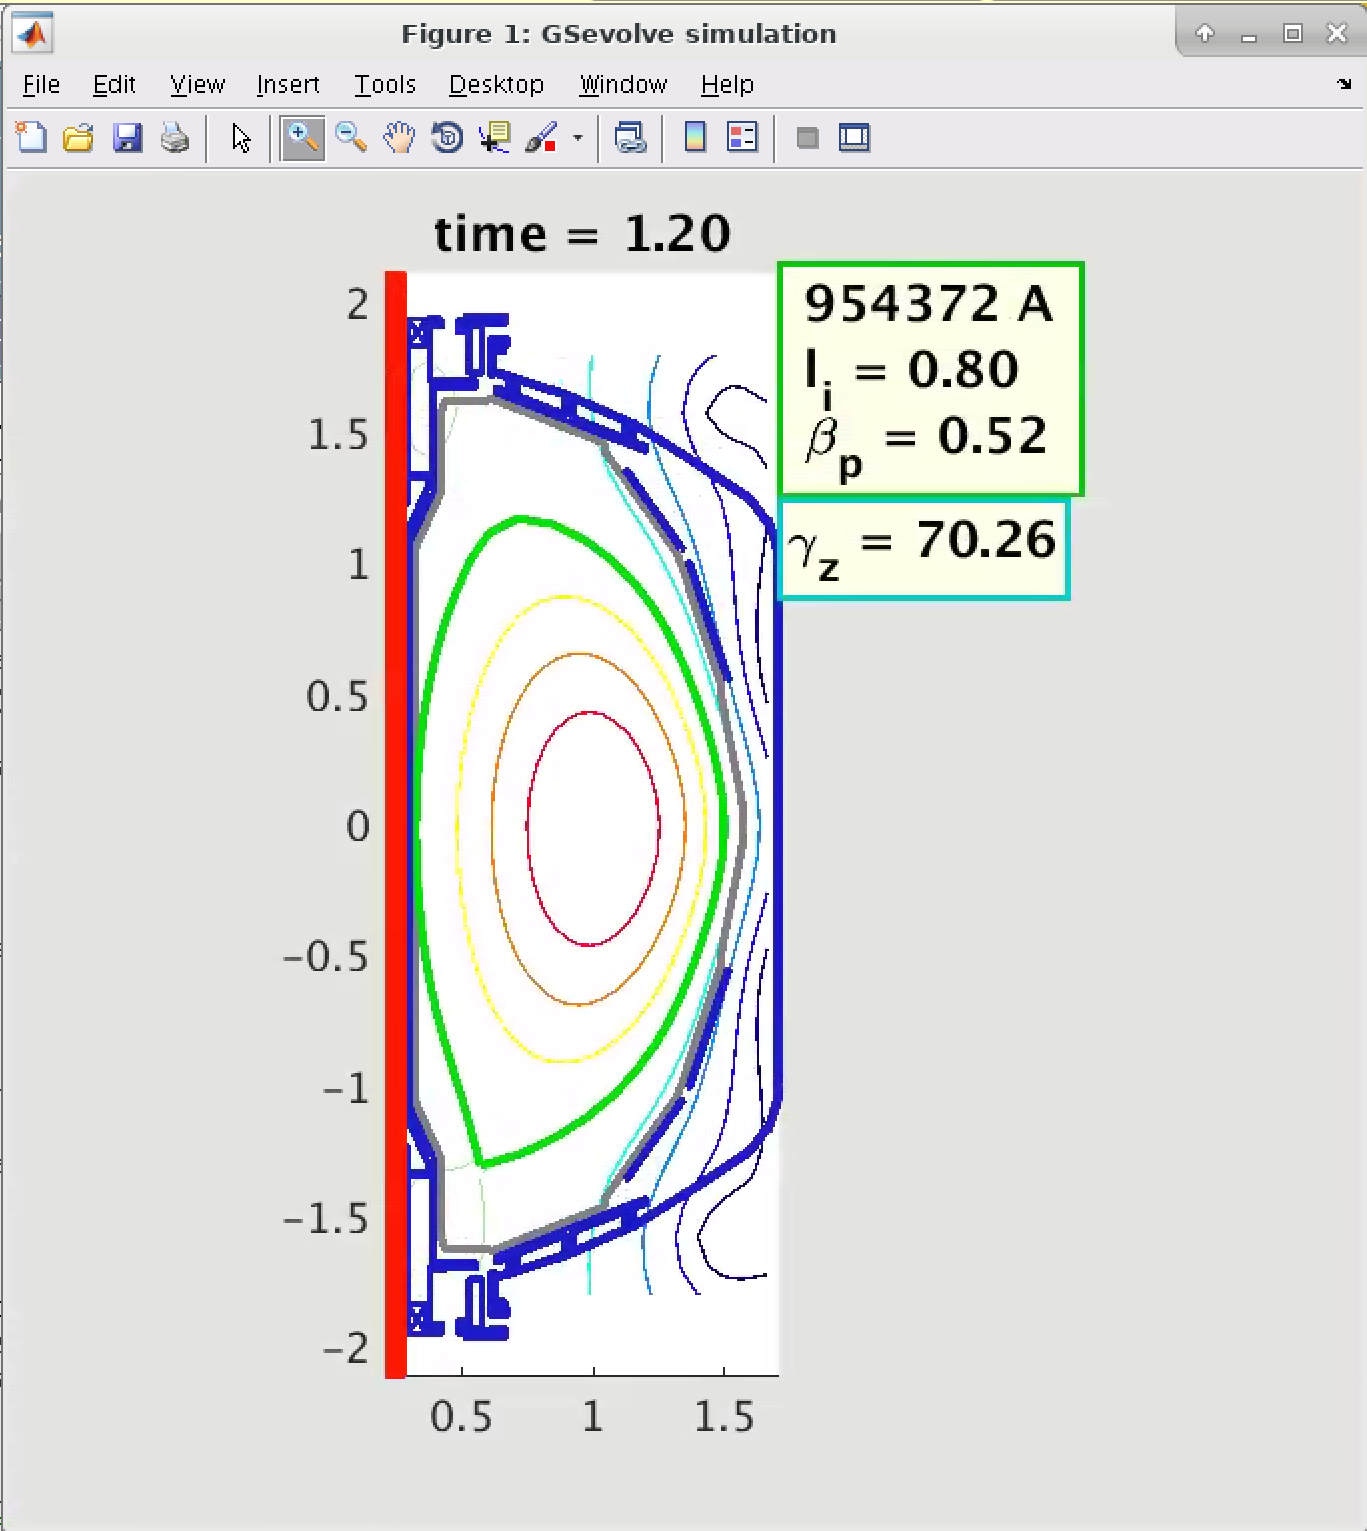 Figure 1: GSevolve simulation
File Edit View Insert Tools Desktop Window Help
time = 1.20
954372 A
l_i = 0.80
β_p = 0.52
γ_z = 70.26
2
1.5
1
0.5
0
−0.5
−1
−1.5
−2
0.5 1 1.5